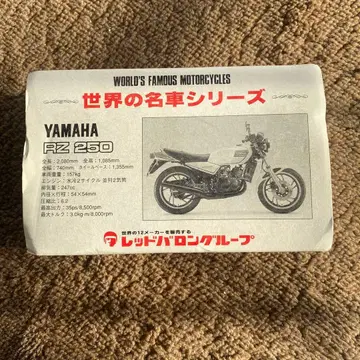 WORLD'S FAMOUS MOTORCYCLES
世界の名車シリーズ
YAMAHA
RZ 250
全長：2,080mm 全高：1,085mm
全幅：740mm ホイールベース：1,355mm
車両重量：157kg
エンジン：水冷2サイクル 並列2気筒
排気量：247cc
内径×行程：54×54mm
圧縮比：6.2
最高出力：35ps/8,500rpm
最大トルク：3.0kg·m/8,000rpm
世界の12メーカーを販売する
レッドバロングループ